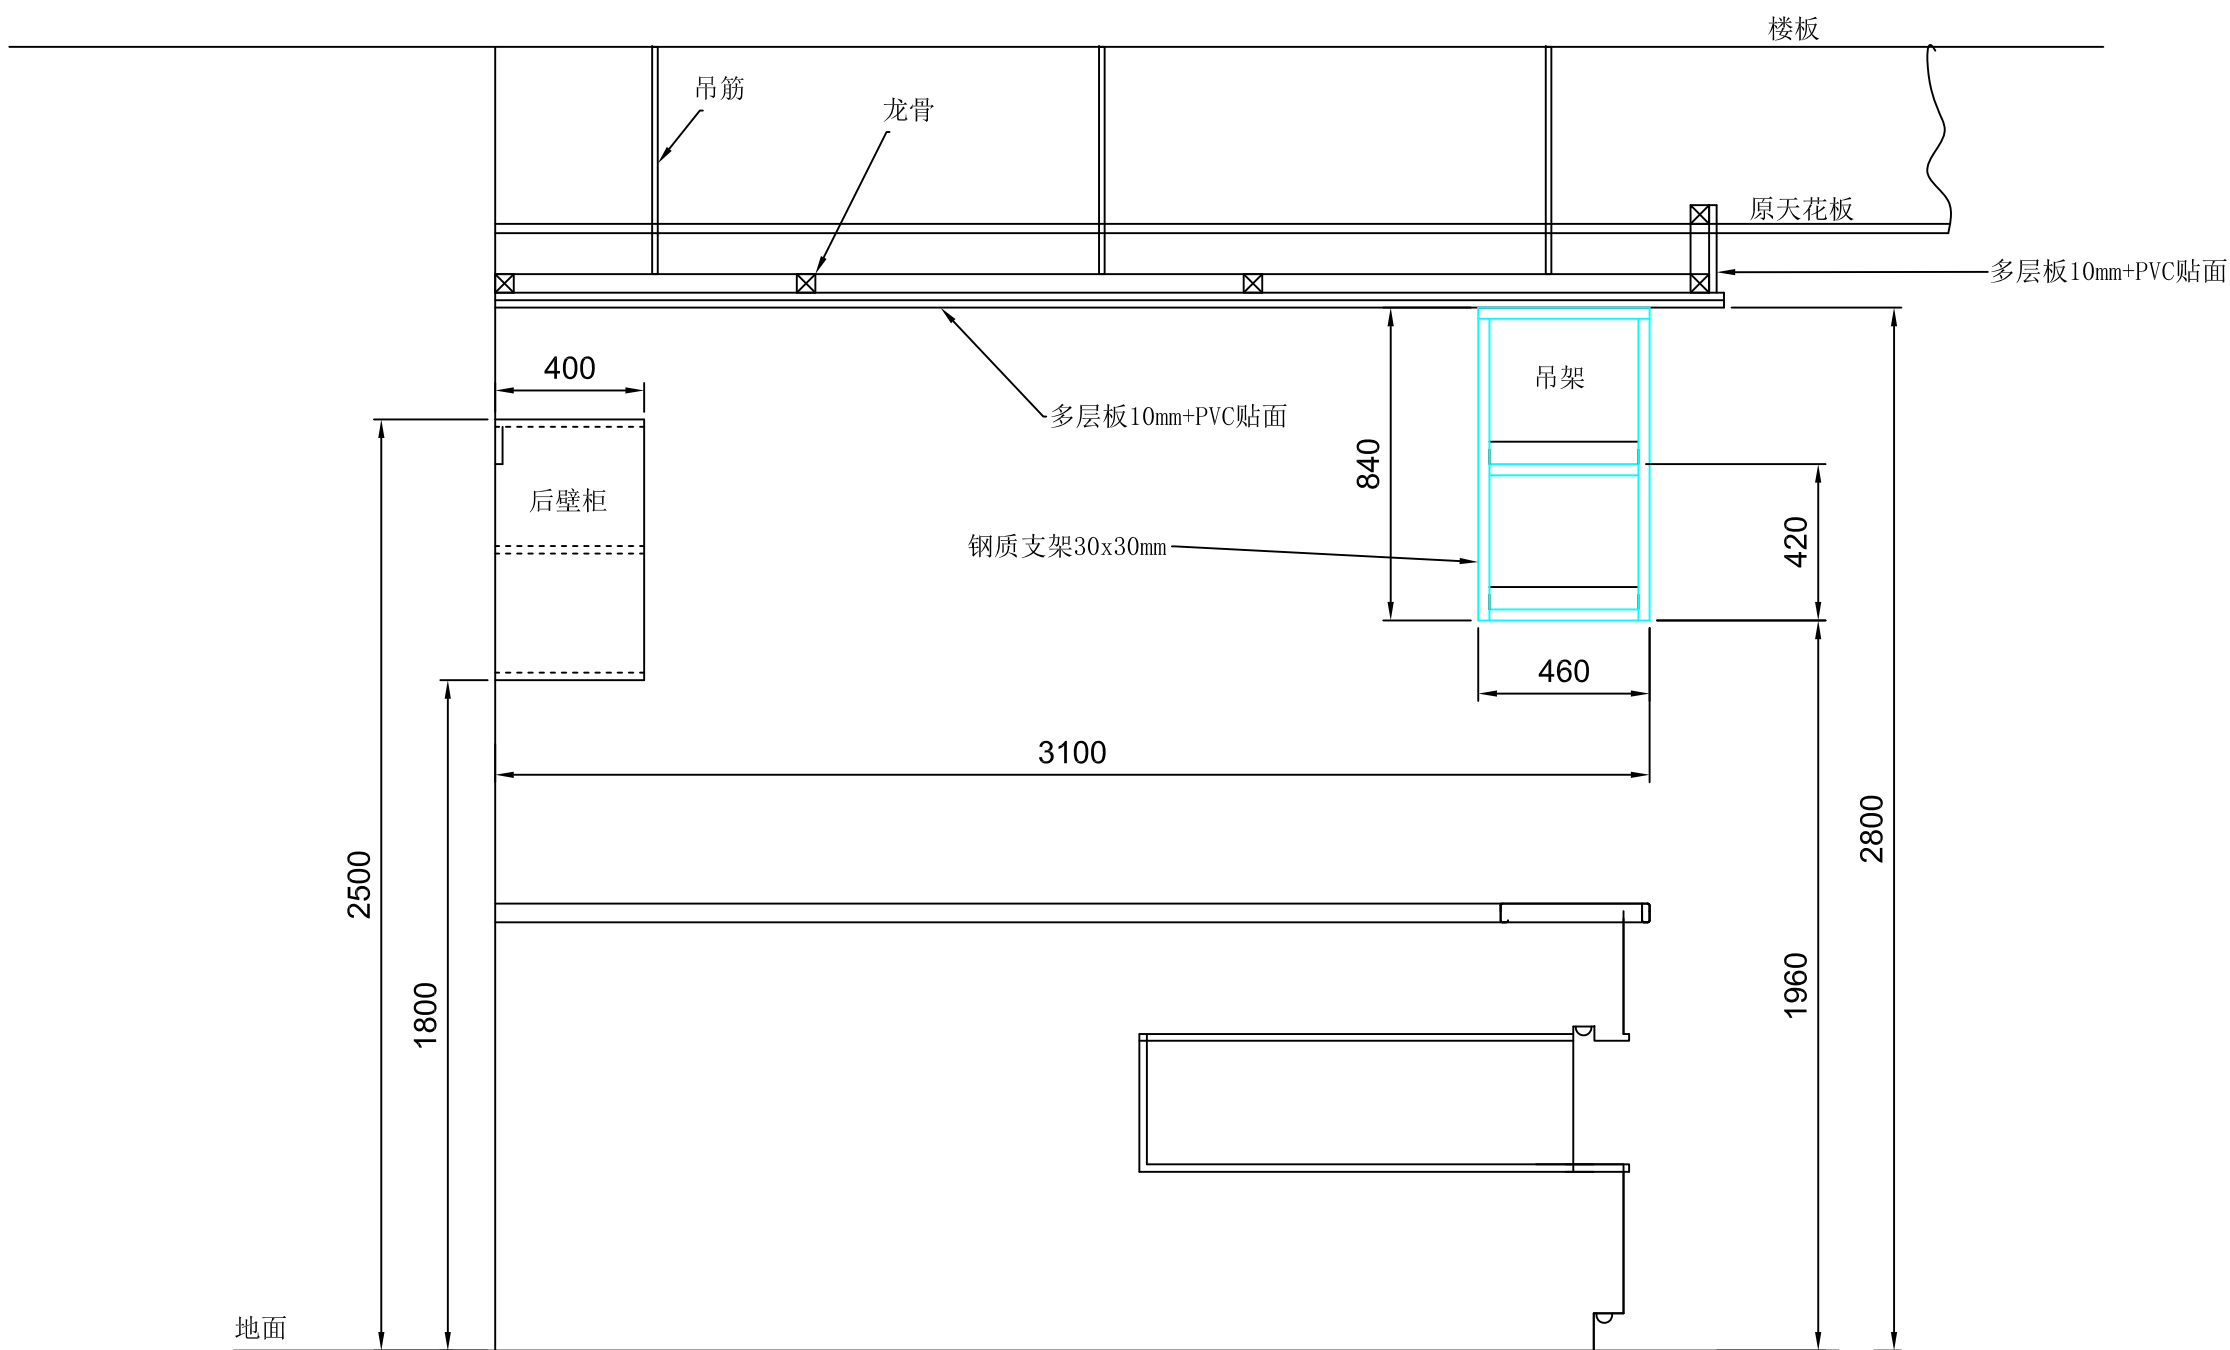 楼板
吊筋
龙骨
原天花板
多层板10mm+PVC贴面
400
吊架
多层板10mm+PVC贴面
840
后壁柜
钢质支架30x30mm
420
460
3100
2800
2500
1960
1800
地面